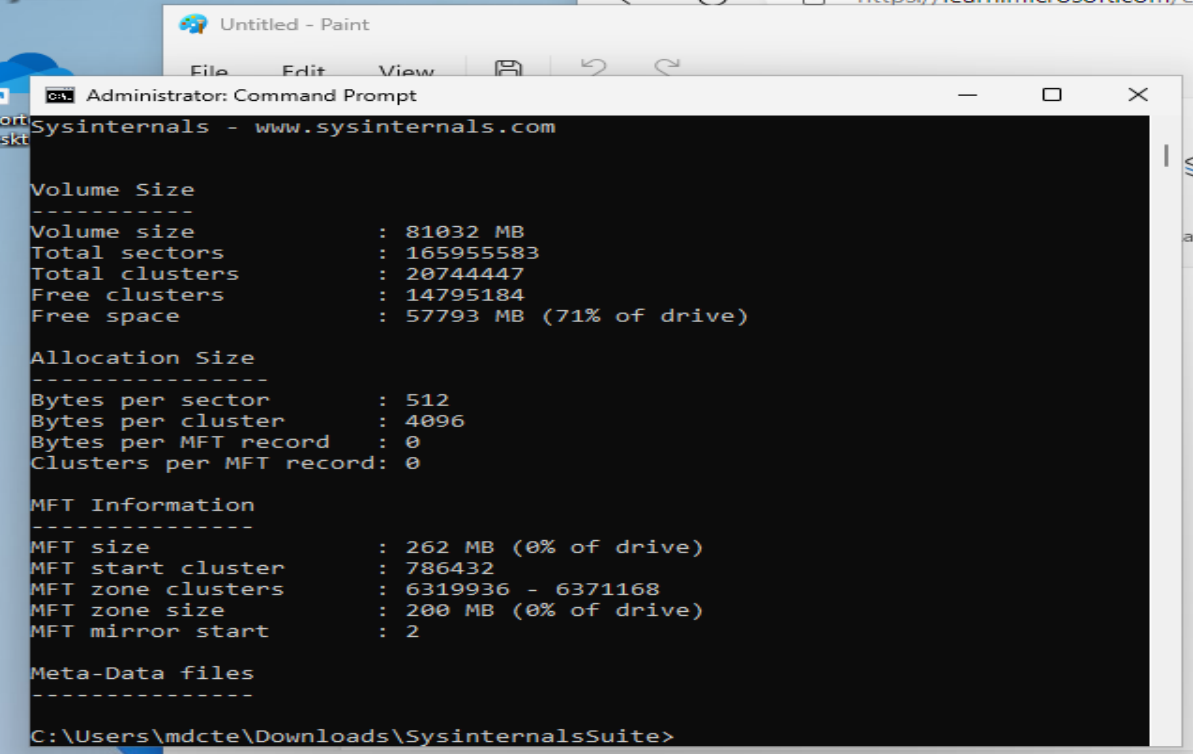 Untitled - Paint
File Edit View
Administrator: Command Prompt
Sysinternals - www.sysinternals.com
Volume Size
-----------
Volume size : 81032 MB
Total sectors : 165955583
Total clusters : 20744447
Free clusters : 14795184
Free space : 57793 MB (71% of drive)
Allocation Size
----------------
Bytes per sector : 512
Bytes per cluster : 4096
Bytes per MFT record : 0
Clusters per MFT record: 0
MFT Information
---------------
MFT size : 262 MB (0% of drive)
MFT start cluster : 786432
MFT zone clusters : 6319936 - 6371168
MFT zone size : 200 MB (0% of drive)
MFT mirror start : 2
Meta-Data files
---------------
C:\Users\mdcte\Downloads\SysinternalsSuite>